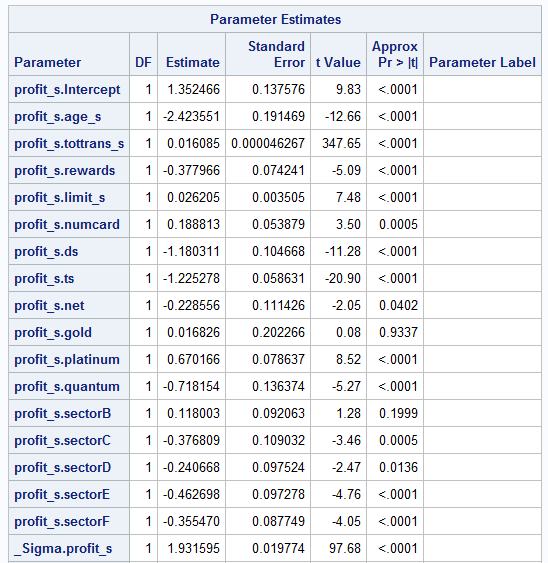 Parameter Estimates
Parameter DF Estimate Standard Error t Value Approx Pr > |t| Parameter Label
profit_s.Intercept 1 1.352466 0.137576 9.83 <.0001
profit_s.age_s 1 -2.423551 0.191469 -12.66 <.0001
profit_s.tottrans_s 1 0.016085 0.000046267 347.65 <.0001
profit_s.rewards 1 -0.377966 0.074241 -5.09 <.0001
profit_s.limit_s 1 0.026205 0.003505 7.48 <.0001
profit_s.numcard 1 0.188813 0.053879 3.50 0.0005
profit_s.ds 1 -1.180311 0.104668 -11.28 <.0001
profit_s.ts 1 -1.225278 0.058631 -20.90 <.0001
profit_s.net 1 -0.228556 0.111426 -2.05 0.0402
profit_s.gold 1 0.016826 0.202266 0.08 0.9337
profit_s.platinum 1 0.670166 0.078637 8.52 <.0001
profit_s.quantum 1 -0.718154 0.136374 -5.27 <.0001
profit_s.sectorB 1 0.118003 0.092063 1.28 0.1999
profit_s.sectorC 1 -0.376809 0.109032 -3.46 0.0005
profit_s.sectorD 1 -0.240668 0.097524 -2.47 0.0136
profit_s.sectorE 1 -0.462698 0.097278 -4.76 <.0001
profit_s.sectorF 1 -0.355470 0.087749 -4.05 <.0001
_Sigma.profit_s 1 1.931595 0.019774 97.68 <.0001